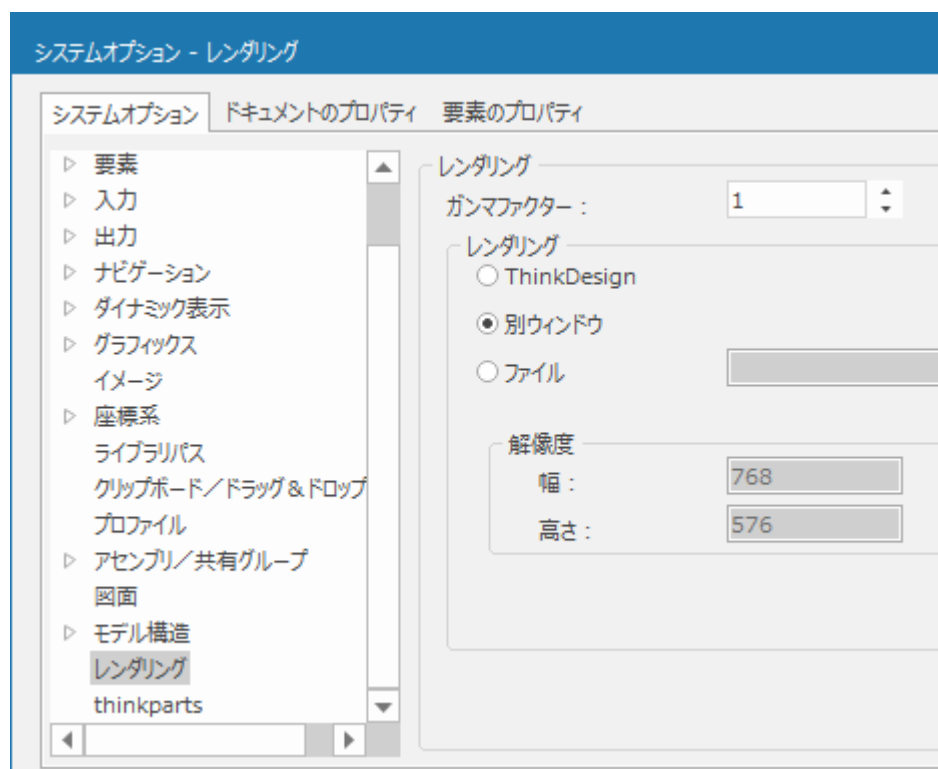 システムオプション - レンダリング
システムオプション ドキュメントのプロパティ 要素のプロパティ
要素
入力
出力
ナビゲーション
ダイナミック表示
グラフィックス
イメージ
座標系
ライブラリパス
クリップボード／ドラッグ＆ドロップ
プロファイル
アセンブリ／共有グループ
図面
モデル構造
レンダリング
thinkparts
レンダリング
ガンマファクター： 1
レンダリング
ThinkDesign
別ウィンドウ
ファイル
解像度
幅： 768
高さ： 576